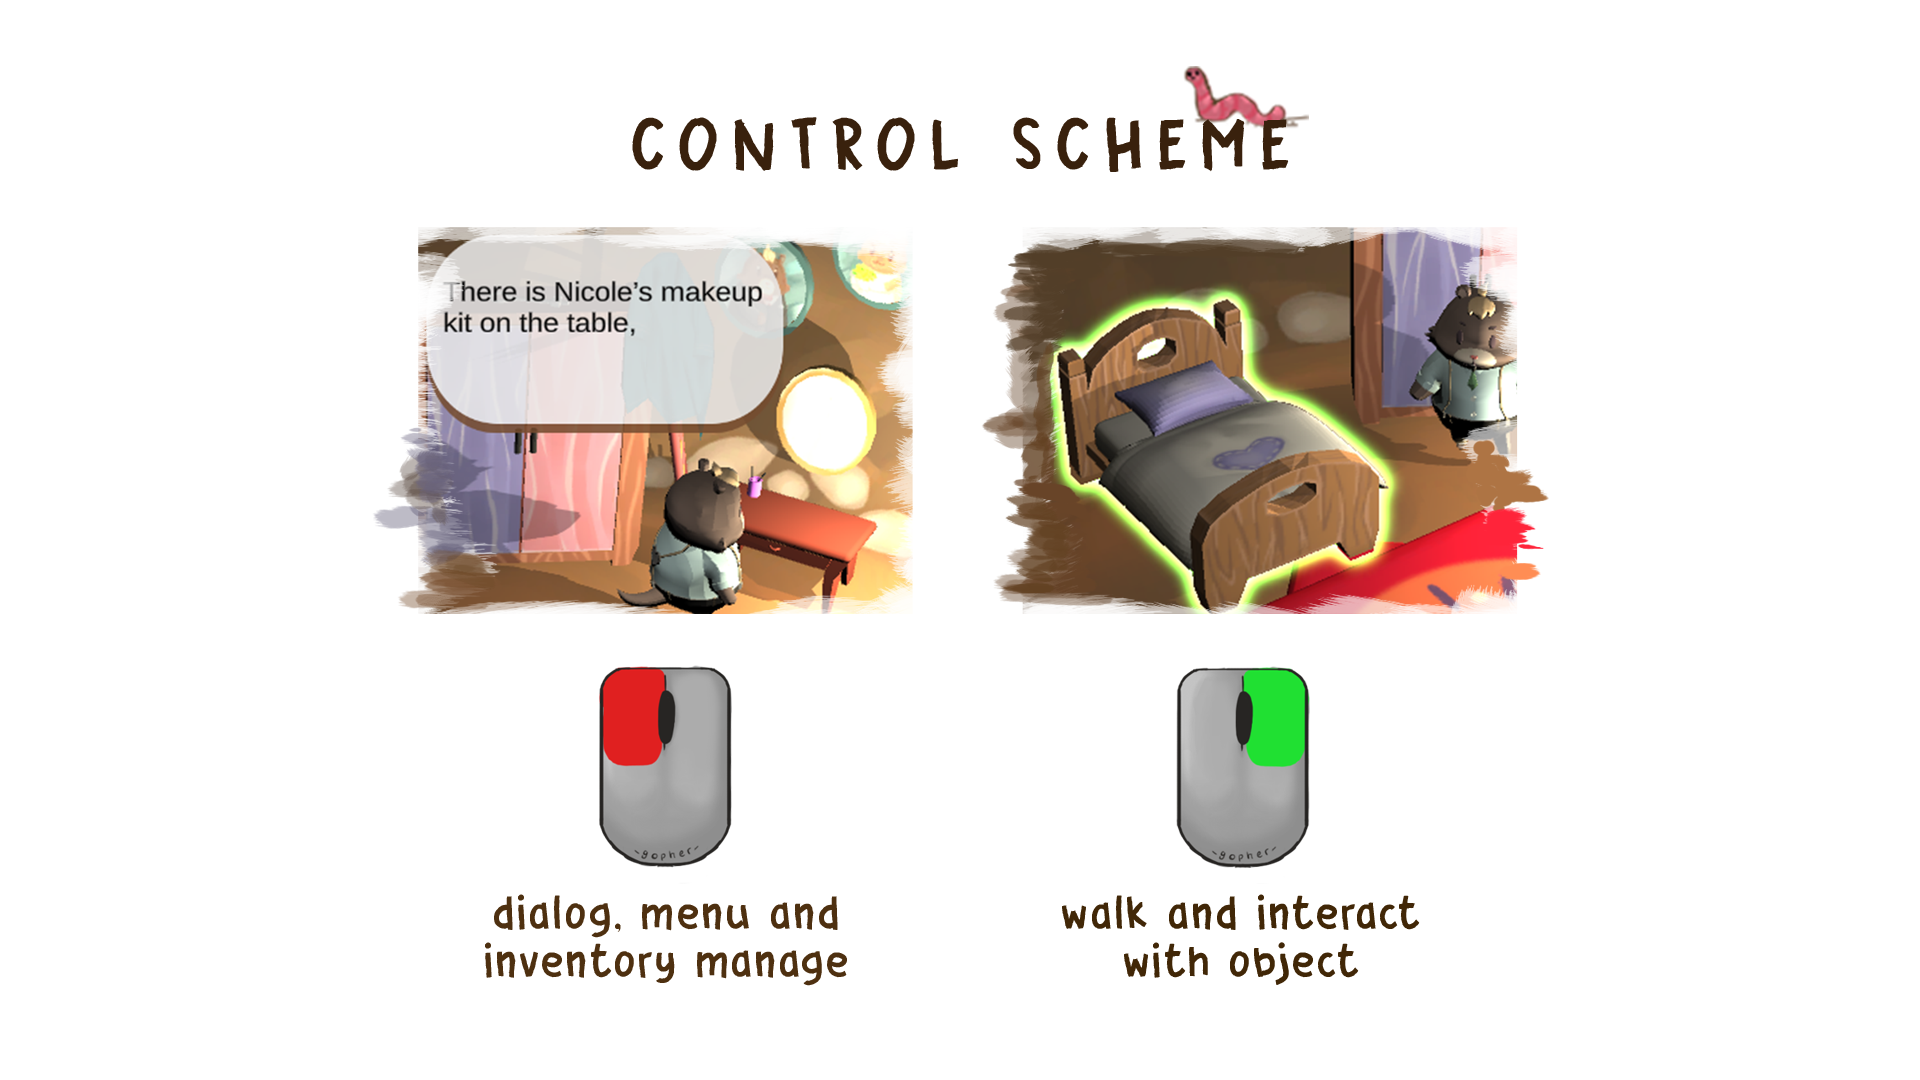 CONTROL SCHEME
There is Nicole's makeup
kit on the table,
-gopher-
-gopher-
dialog, menu and
inventory manage
walk and interact
with object